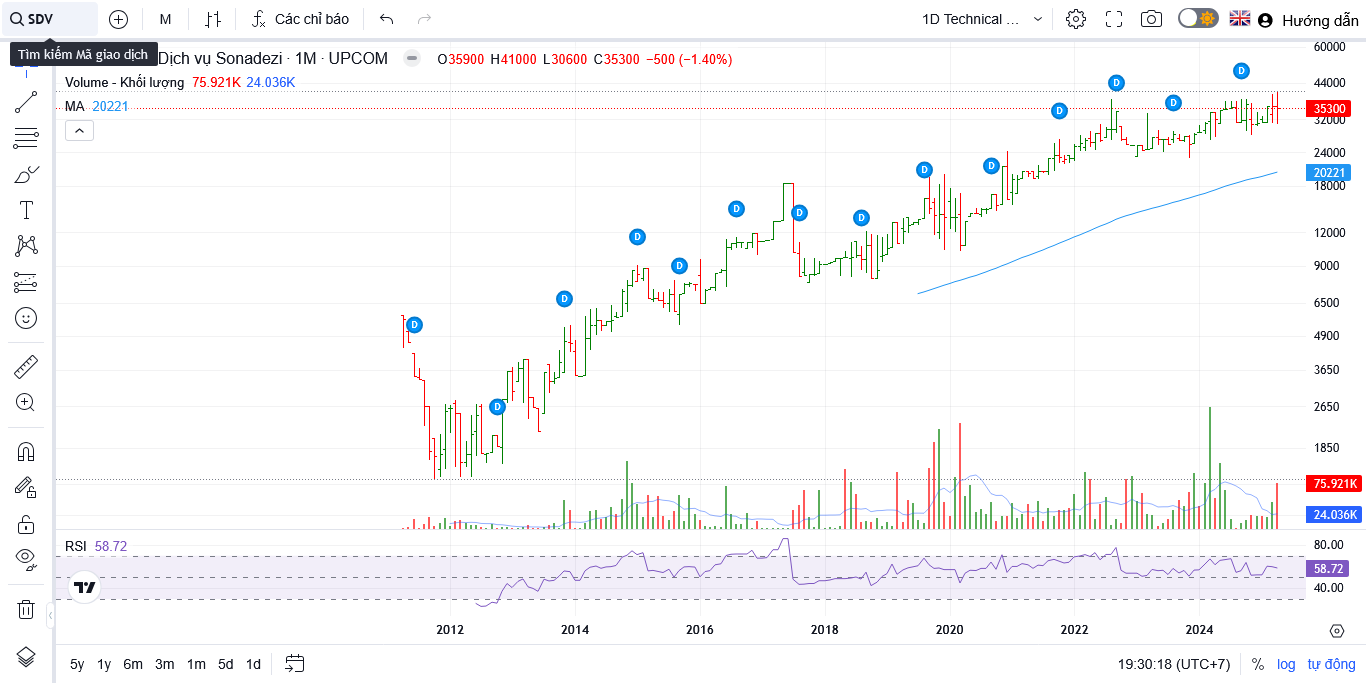 SDV M Các chỉ báo 1D Technical ... Hướng dẫn
Tìm kiếm Mã giao dịch
Dịch vụ Sonadezi · 1M · UPCOM O35900 H41000 L30600 C35300 −500 (−1.40%)
Volume - Khối lượng 75.921K 24.036K
MA 20221
D
D
D
D
D
D
D
D
D
D
D
D
D
D
60000
44000
35300
32000
24000
20221
18000
12000
9000
6500
4900
3650
2650
1850
75.921K
24.036K
RSI 58.72
80.00
58.72
40.00
2012 2014 2016 2018 2020 2022 2024
5y 1y 6m 3m 1m 5d 1d 19:30:18 (UTC+7) % log tự động